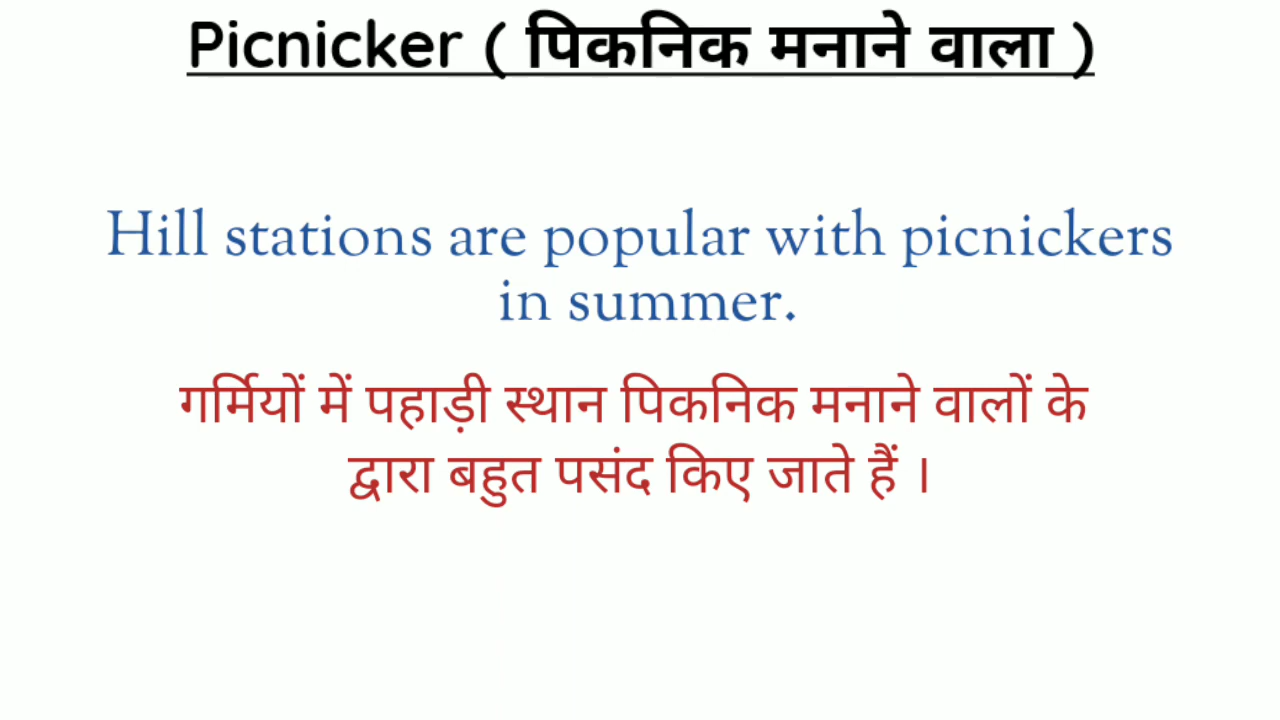 Picnicker ( पिकनिक मनाने वाला )
Hill stations are popular with picnickers
in summer.
गर्मियों में पहाड़ी स्थान पिकनिक मनाने वालों के
द्वारा बहुत पसंद किए जाते हैं ।